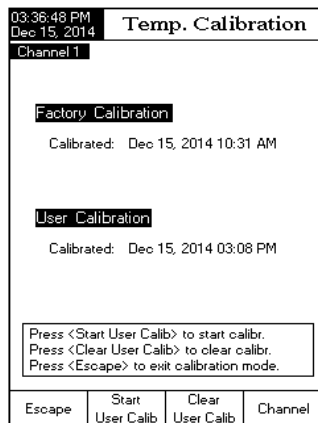 03:36:48 PM
Dec 15, 2014
Temp. Calibration
Channel 1
Factory Calibration
Calibrated: Dec 15, 2014 10:31 AM
User Calibration
Calibrated: Dec 15, 2014 03:08 PM
Press <Start User Calib> to start calibr.
Press <Clear User Calib> to clear calibr.
Press <Escape> to exit calibration mode.
Escape
Start
User Calib
Clear
User Calib
Channel